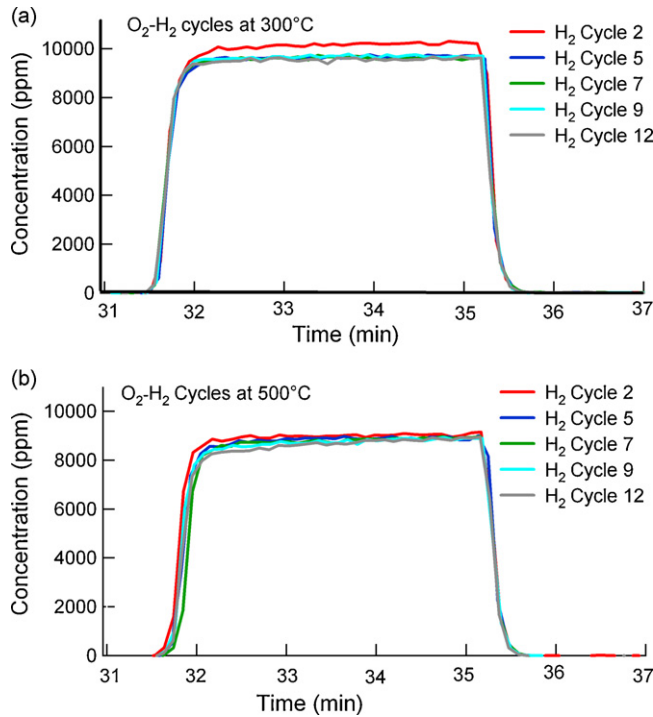 (a)
O₂-H₂ cycles at 300°C
H₂ Cycle 2
H₂ Cycle 5
H₂ Cycle 7
H₂ Cycle 9
H₂ Cycle 12
Concentration (ppm)
10000
8000
6000
4000
2000
0
31 32 33 34 35 36 37
Time (min)
(b)
O₂-H₂ Cycles at 500°C
H₂ Cycle 2
H₂ Cycle 5
H₂ Cycle 7
H₂ Cycle 9
H₂ Cycle 12
Concentration (ppm)
10000
8000
6000
4000
2000
0
31 32 33 34 35 36 37
Time (min)